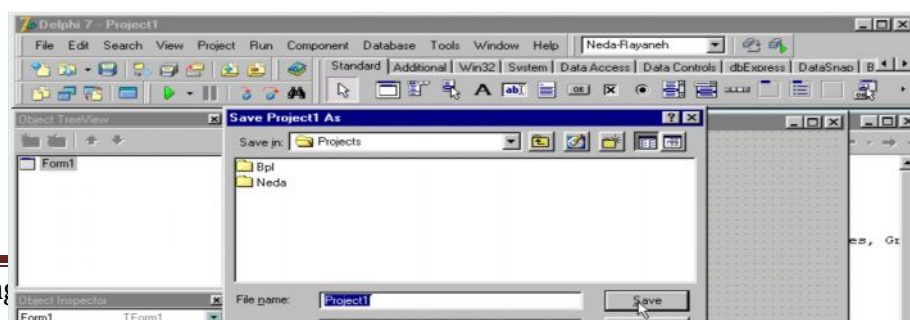 Delphi 7 - Project1
File Edit Search View Project Run Component Database Tools Window Help Neda-Rayaneh
Standard Additional Win32 System Data Access Data Controls dbExpress DataSnap B
Object TreeView
Form1
Save Project1 As
Save in: Projects
Bpl
Neda
es, Gr
File name: Project1 Save
Object Inspector
Form1 TForm1